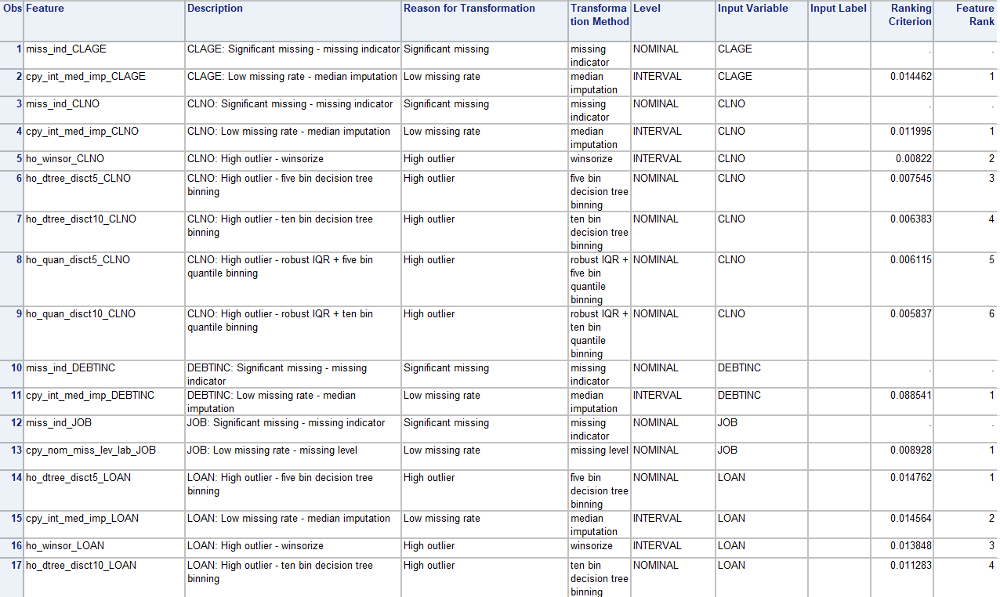 Obs Feature Description Reason for Transformation Transforma Level Input Variable Input Label Ranking Feature
tion Method Criterion Rank
1 miss_ind_CLAGE CLAGE: Significant missing - missing indicator Significant missing missing NOMINAL CLAGE . .
indicator
2 cpy_int_med_imp_CLAGE CLAGE: Low missing rate - median imputation Low missing rate median INTERVAL CLAGE 0.014462 1
imputation
3 miss_ind_CLNO CLNO: Significant missing - missing indicator Significant missing missing NOMINAL CLNO . .
indicator
4 cpy_int_med_imp_CLNO CLNO: Low missing rate - median imputation Low missing rate median INTERVAL CLNO 0.011995 1
imputation
5 ho_winsor_CLNO CLNO: High outlier - winsorize High outlier winsorize INTERVAL CLNO 0.00822 2
6 ho_dtree_disct5_CLNO CLNO: High outlier - five bin decision tree High outlier five bin NOMINAL CLNO 0.007545 3
binning decision tree
binning
7 ho_dtree_disct10_CLNO CLNO: High outlier - ten bin decision tree High outlier ten bin NOMINAL CLNO 0.006383 4
binning decision tree
binning
8 ho_quan_disct5_CLNO CLNO: High outlier - robust IQR + five bin High outlier robust IQR + NOMINAL CLNO 0.006115 5
quantile binning five bin
quantile
binning
9 ho_quan_disct10_CLNO CLNO: High outlier - robust IQR + ten bin High outlier robust IQR + NOMINAL CLNO 0.005837 6
quantile binning ten bin
quantile
binning
10 miss_ind_DEBTINC DEBTINC: Significant missing - missing Significant missing missing NOMINAL DEBTINC . .
indicator indicator
11 cpy_int_med_imp_DEBTINC DEBTINC: Low missing rate - median Low missing rate median INTERVAL DEBTINC 0.088541 1
imputation imputation
12 miss_ind_JOB JOB: Significant missing - missing indicator Significant missing missing NOMINAL JOB . .
indicator
13 cpy_nom_miss_lev_lab_JOB JOB: Low missing rate - missing level Low missing rate missing level NOMINAL JOB 0.008928 1
14 ho_dtree_disct5_LOAN LOAN: High outlier - five bin decision tree High outlier five bin NOMINAL LOAN 0.014762 1
binning decision tree
binning
15 cpy_int_med_imp_LOAN LOAN: Low missing rate - median imputation Low missing rate median INTERVAL LOAN 0.014564 2
imputation
16 ho_winsor_LOAN LOAN: High outlier - winsorize High outlier winsorize INTERVAL LOAN 0.013848 3
17 ho_dtree_disct10_LOAN LOAN: High outlier - ten bin decision tree High outlier ten bin NOMINAL LOAN 0.011283 4
binning decision tree
binning